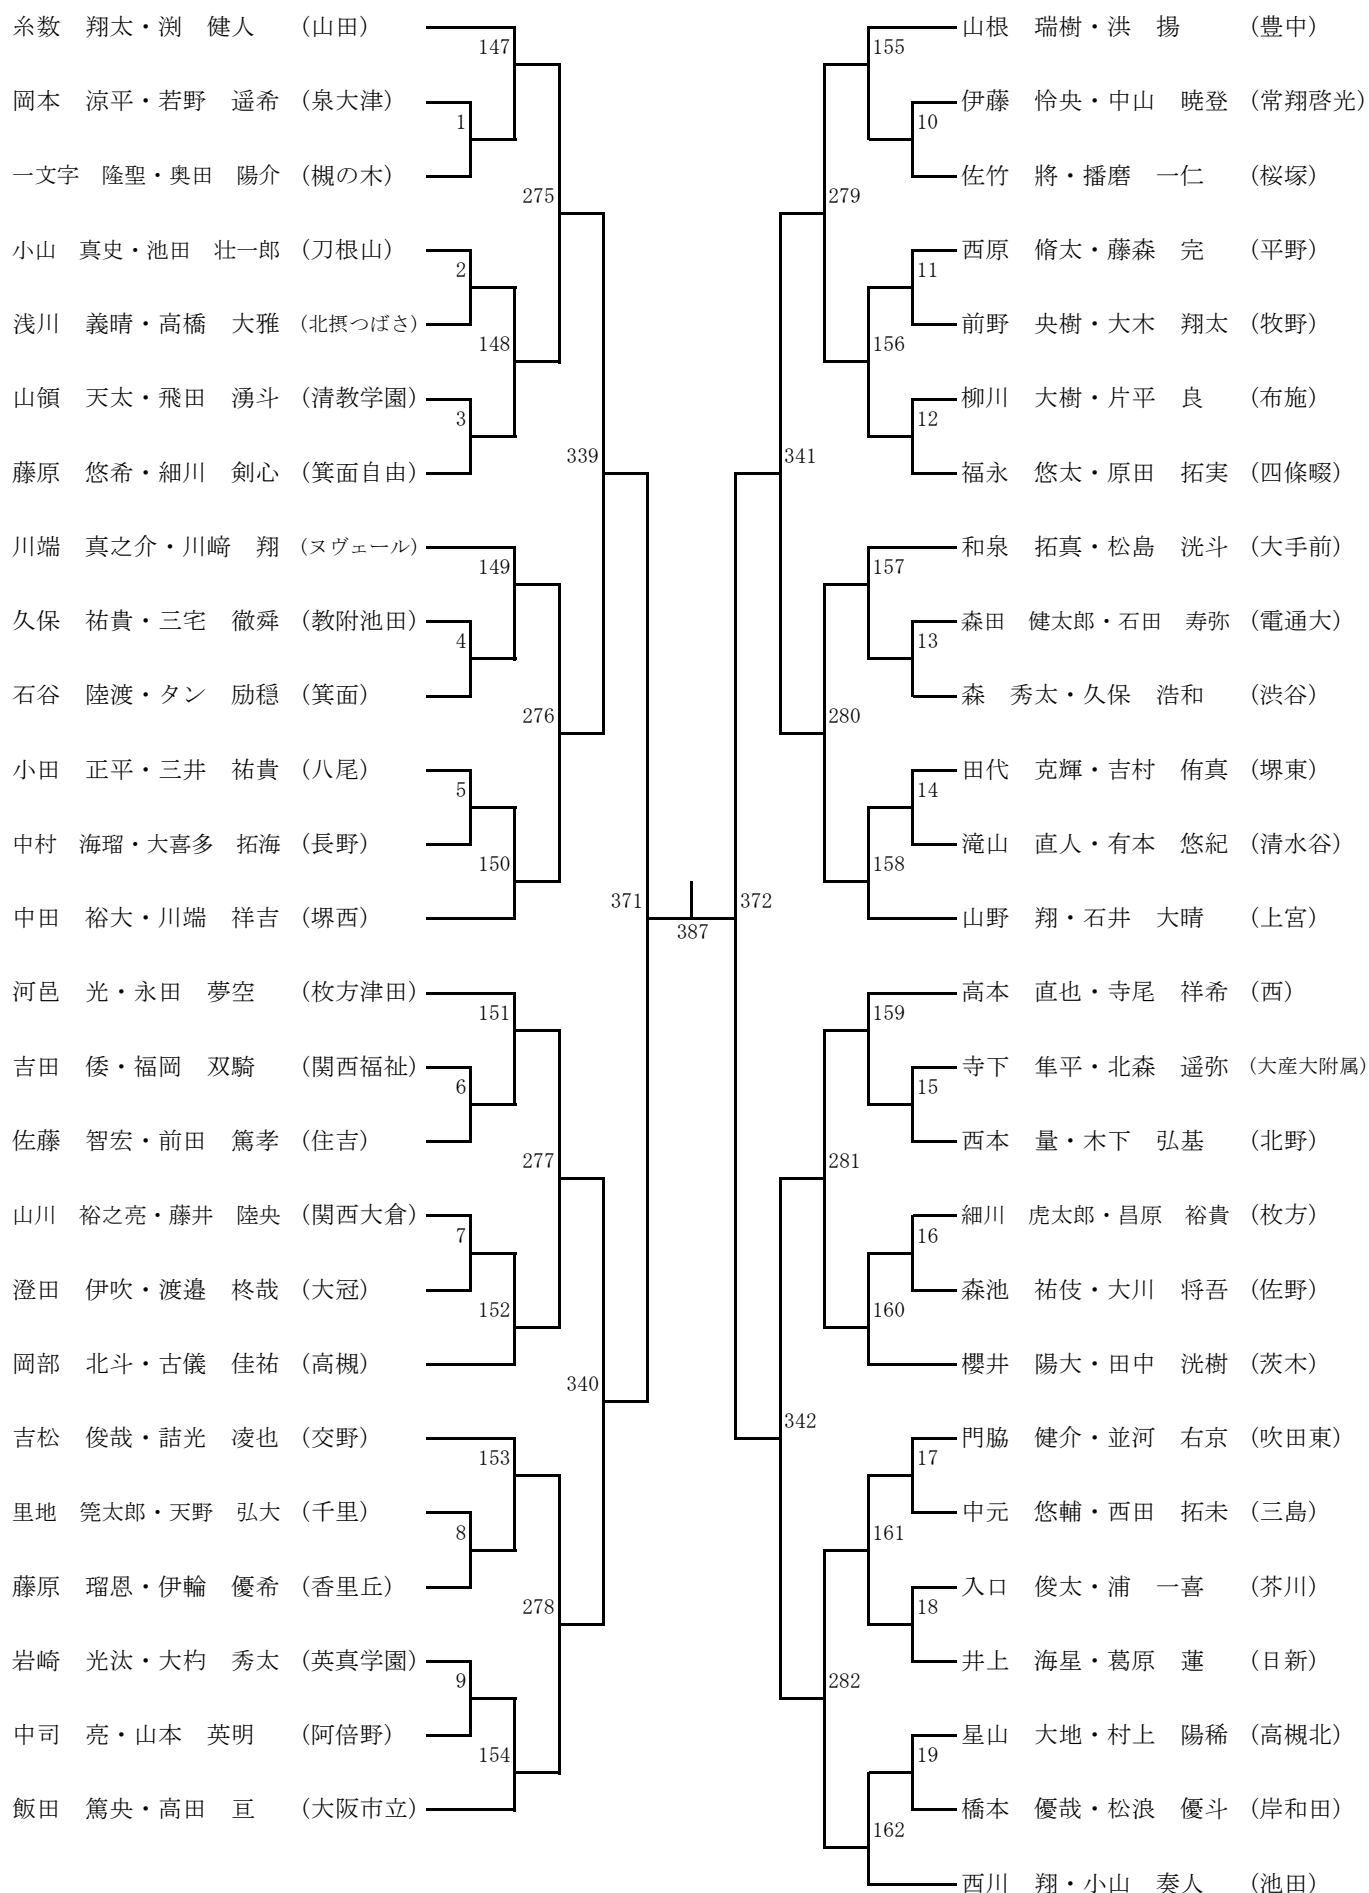 糸数　翔太・渕　健人　（山田）
147
岡本　涼平・若野　遥希　（泉大津）
1
一文字　隆聖・奥田　陽介　（槻の木）
275
小山　真史・池田　壮一郎　（刀根山）
2
浅川　義晴・高橋　大雅　（北摂つばさ）
148
山領　天太・飛田　湧斗　（清教学園）
3
藤原　悠希・細川　剣心　（箕面自由）
339
川端　真之介・川﨑　翔　（ヌヴェール）
149
久保　祐貴・三宅　徹舜　（教附池田）
4
石谷　陸渡・タン　励穏　（箕面）
276
小田　正平・三井　祐貴　（八尾）
5
中村　海瑠・大喜多　拓海　（長野）
150
中田　裕大・川端　祥吉　（堺西）
371
387
河邑　光・永田　夢空　（枚方津田）
151
吉田　倭・福岡　双騎　（関西福祉）
6
佐藤　智宏・前田　篤孝　（住吉）
277
山川　裕之亮・藤井　陸央　（関西大倉）
7
澄田　伊吹・渡邉　柊哉　（大冠）
152
岡部　北斗・古儀　佳祐　（高槻）
340
吉松　俊哉・詰光　凌也　（交野）
153
里地　莞太郎・天野　弘大　（千里）
8
藤原　瑠恩・伊輪　優希　（香里丘）
278
岩崎　光汰・大杓　秀太　（英真学園）
9
中司　亮・山本　英明　（阿倍野）
154
飯田　篤央・高田　亘　（大阪市立）
山根　瑞樹・洪　揚　（豊中）
155
伊藤　怜央・中山　暁登　（常翔啓光）
10
佐竹　將・播磨　一仁　（桜塚）
279
西原　脩太・藤森　完　（平野）
11
前野　央樹・大木　翔太　（牧野）
156
柳川　大樹・片平　良　（布施）
12
福永　悠太・原田　拓実　（四條畷）
341
和泉　拓真・松島　洸斗　（大手前）
157
森田　健太郎・石田　寿弥　（電通大）
13
森　秀太・久保　浩和　（渋谷）
280
田代　克輝・吉村　侑真　（堺東）
14
滝山　直人・有本　悠紀　（清水谷）
158
山野　翔・石井　大晴　（上宮）
372
高本　直也・寺尾　祥希　（西）
159
寺下　隼平・北森　遥弥　（大産大附属）
15
西本　量・木下　弘基　（北野）
281
細川　虎太郎・昌原　裕貴　（枚方）
16
森池　祐伎・大川　将吾　（佐野）
160
櫻井　陽大・田中　洸樹　（茨木）
342
門脇　健介・並河　右京　（吹田東）
17
中元　悠輔・西田　拓未　（三島）
161
入口　俊太・浦　一喜　（芥川）
18
井上　海星・葛原　蓮　（日新）
282
星山　大地・村上　陽稀　（高槻北）
19
橋本　優哉・松浪　優斗　（岸和田）
162
西川　翔・小山　奏人　（池田）